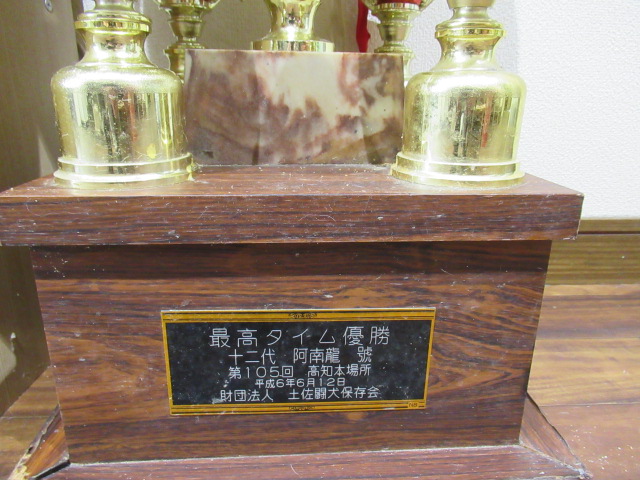 最高タイム優勝
十二代 阿南龍 號
第105回 高知本場所
平成6年6月12日
財団法人 土佐闘犬保存会